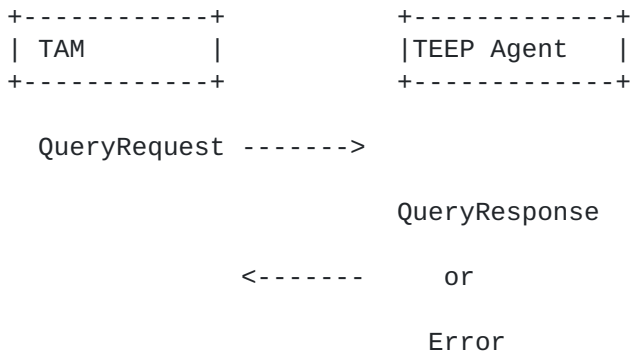 +------------+            +-------------+
| TAM        |            |TEEP Agent   |
+------------+            +-------------+
QueryRequest ------->
QueryResponse
<-------     or
Error